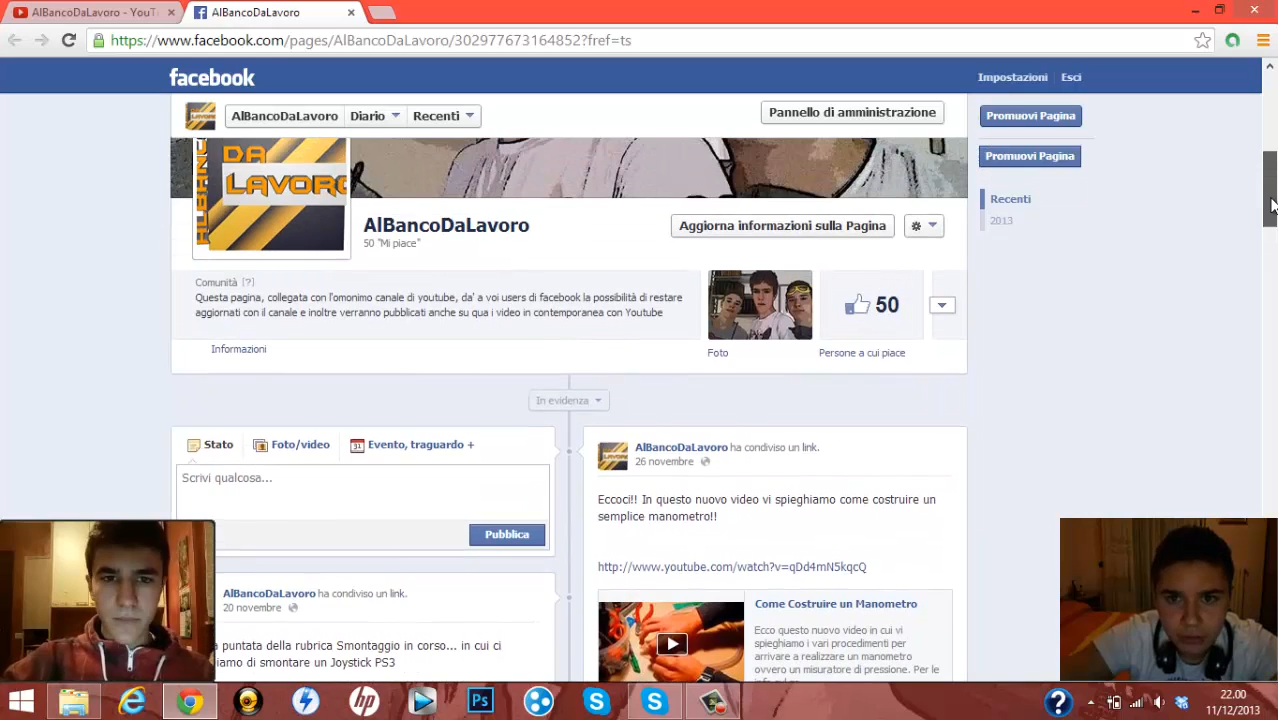 AlBancoDaLavoro - YouT
AlBancoDaLavoro
https://www.facebook.com/pages/AlBancoDaLavoro/302977673164852?fref=ts
facebook
Impostazioni
Esci
AlBancoDaLavoro
Diario
Recenti
Pannello di amministrazione
Promuovi Pagina
Promuovi Pagina
Recenti
2013
ALBANC
DA
LAVORO
AlBancoDaLavoro
50 "Mi piace"
Aggiorna informazioni sulla Pagina
Comunità [?]
Questa pagina, collegata con l'omonimo canale di youtube, da' a voi users di facebook la possibilità di restare
aggiornati con il canale e inoltre verranno pubblicati anche su qua i video in contemporanea con Youtube
Informazioni
Foto
50
Persone a cui piace
In evidenza
Stato
Foto/video
Evento, traguardo +
Scrivi qualcosa...
Pubblica
AlBancoDaLavoro ha condiviso un link.
20 novembre
a puntata della rubrica Smontaggio in corso... in cui ci
iamo di smontare un Joystick PS3
AlBancoDaLavoro ha condiviso un link.
26 novembre
Eccoci!! In questo nuovo video vi spieghiamo come costruire un
semplice manometro!!
http://www.youtube.com/watch?v=qDd4mN5kqcQ
Come Costruire un Manometro
Ecco questo nuovo video in cui vi
spieghiamo i vari procedimenti per
arrivare a realizzare un manometro
ovvero un misuratore di pressione. Per le
22.00
11/12/2013